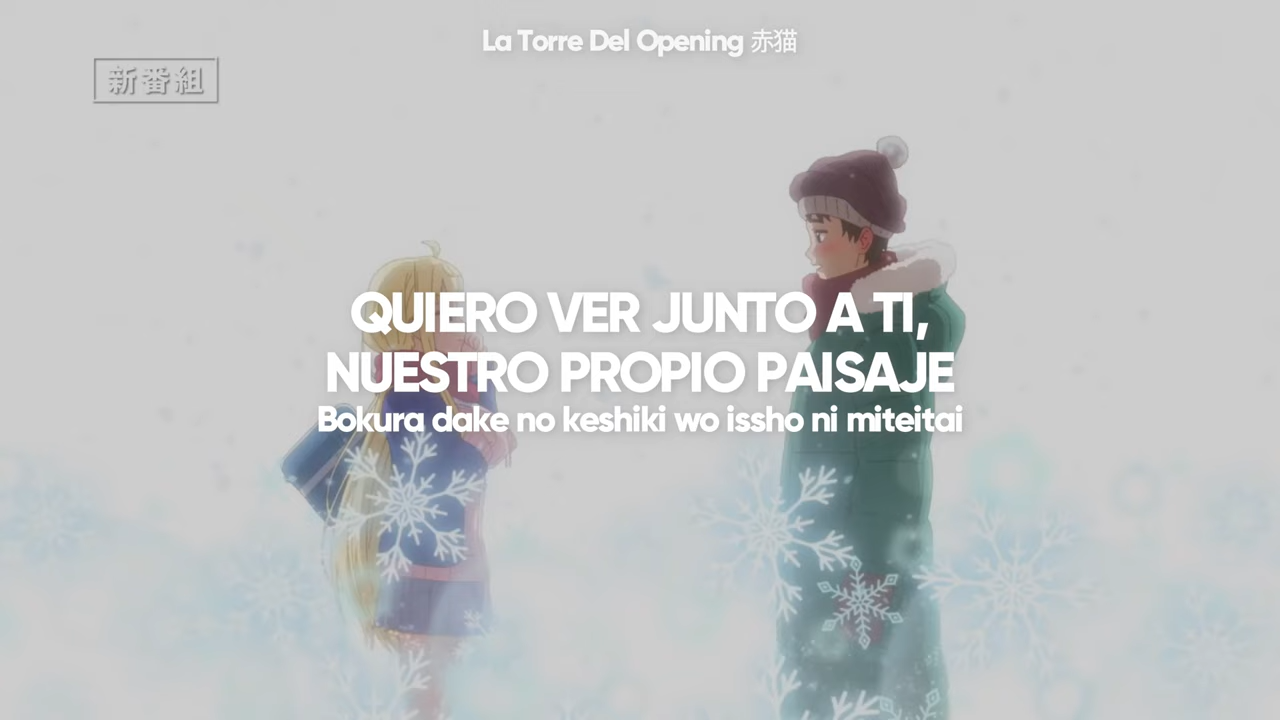 La Torre Del Opening 赤猫
新番組
QUIERO VER JUNTO A TI,
NUESTRO PROPIO PAISAJE
Bokura dake no keshiki wo issho ni miteitai